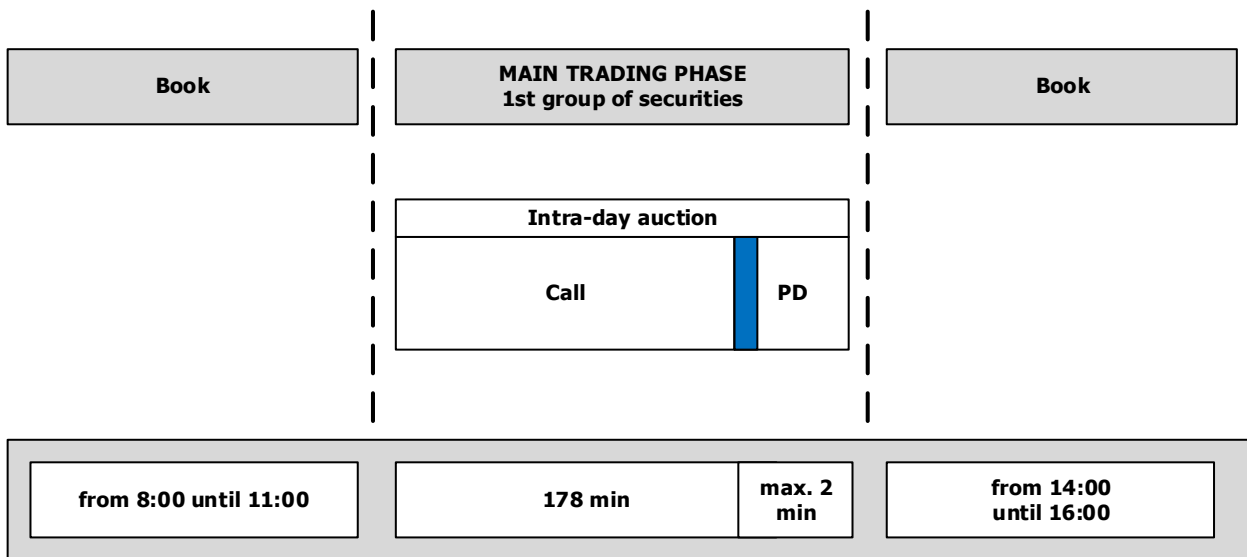 Book
MAIN TRADING PHASE
1st group of securities
Book
Intra-day auction
Call
PD
from 8:00 until 11:00
178 min
max. 2
min
from 14:00
until 16:00